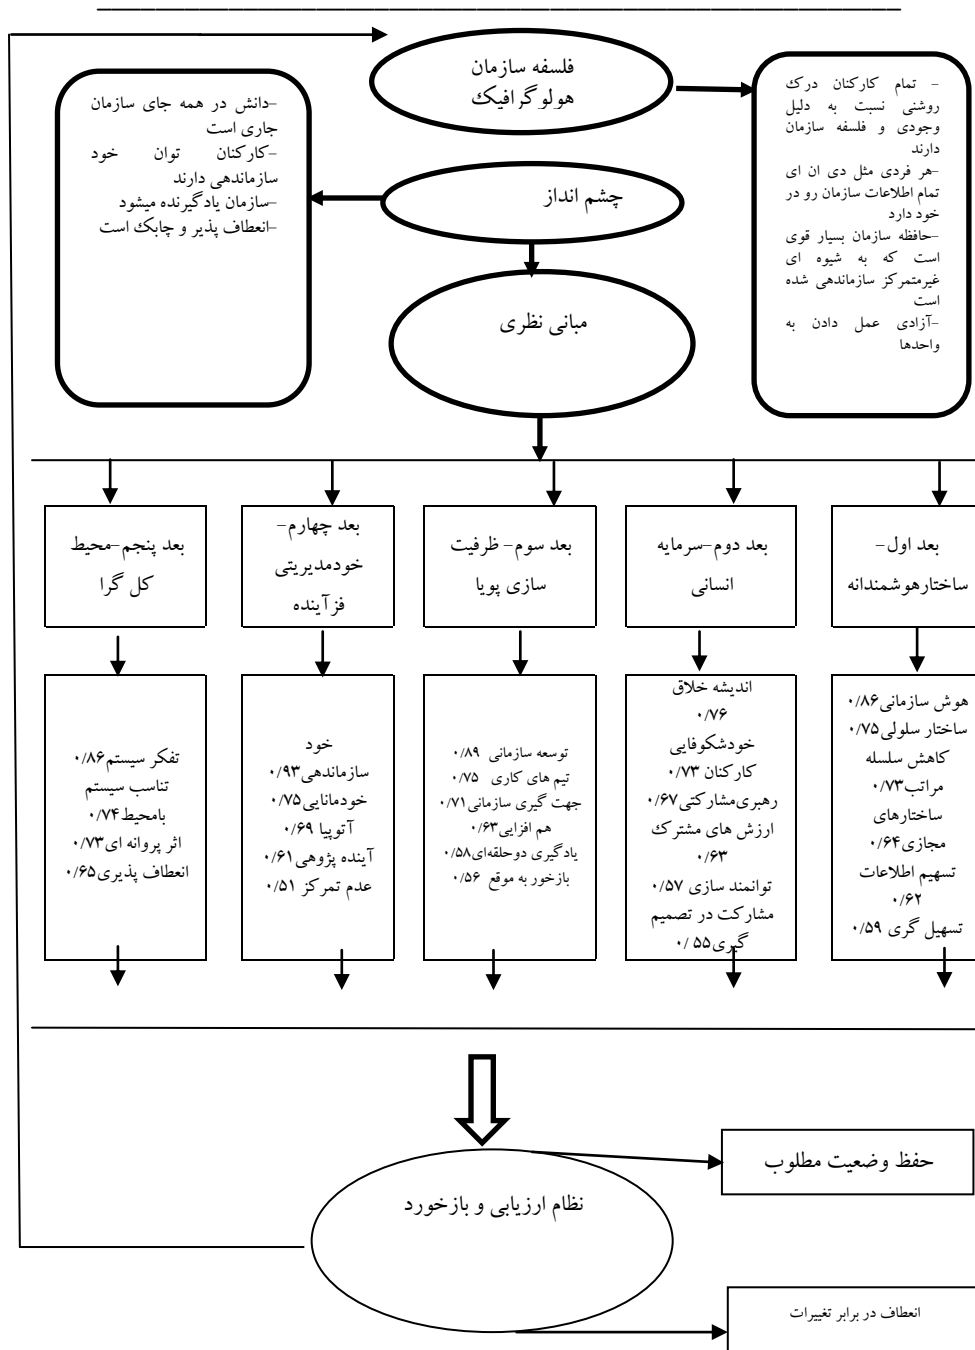 فلسفه سازمان
هولوگرافیک
- تمام کارکنان درک
روشنی نسبت به دلیل
وجودی و فلسفه سازمان
دارند
-هر فردی مثل دی ان ای
تمام اطلاعات سازمان رو در
خود دارد
-حافظه سازمان بسیار قوی
است که به شیوه ای
غیرمتمرکز سازماندهی شده
است
-آزادی عمل دادن به
واحدها
چشم انداز
-دانش در همه جای سازمان
جاری است
-کارکنان توان خود
سازماندهی دارند
-سازمان یادگیرنده میشود
-انعطاف پذیر و چابک است
مبانی نظری
بعد اول-
ساختارهوشمندانه
بعد دوم-سرمایه
انسانی
بعد سوم- ظرفیت
سازی پویا
بعد چهارم-
خودمدیریتی
فزآینده
بعد پنجم-محیط
کل گرا
هوش سازمانی۰/۸۶
ساختار سلولی۰/۷۵
کاهش سلسله
مراتب۰/۷۳
ساختارهای
مجازی۰/۶۴
تسهیم اطلاعات
۰/۶۲
تسهیل گری ۰/۵۹
اندیشه خلاق
۰/۷۶
خودشکوفایی
کارکنان ۰/۷۳
رهبری‌مشارکتی۰/۶۷
ارزش های مشترک
۰/۶۳
توانمند سازی ۰/۵۷
مشارکت در تصمیم
گیری۰/۵۵
توسعه سازمانی ۰/۸۹
تیم های کاری ۰/۷۵
جهت گیری سازمانی۰/۷۱
هم افزایی۰/۶۳
یادگیری دوحلقه‌ای۰/۵۸
بازخور به موقع ۰/۵۶
خود
سازماندهی۰/۹۳
خودمانایی۰/۷۵
آتوپیا ۰/۶۹
آینده پژوهی۰/۶۱
عدم تمرکز ۰/۵۱
تفکر سیستم۰/۸۶
تناسب سیستم
بامحیط۰/۷۴
اثر پروانه ای۰/۷۳
انعطاف پذیری۰/۶۵
نظام ارزیابی و بازخورد
حفظ وضعیت مطلوب
انعطاف در برابر تغییرات